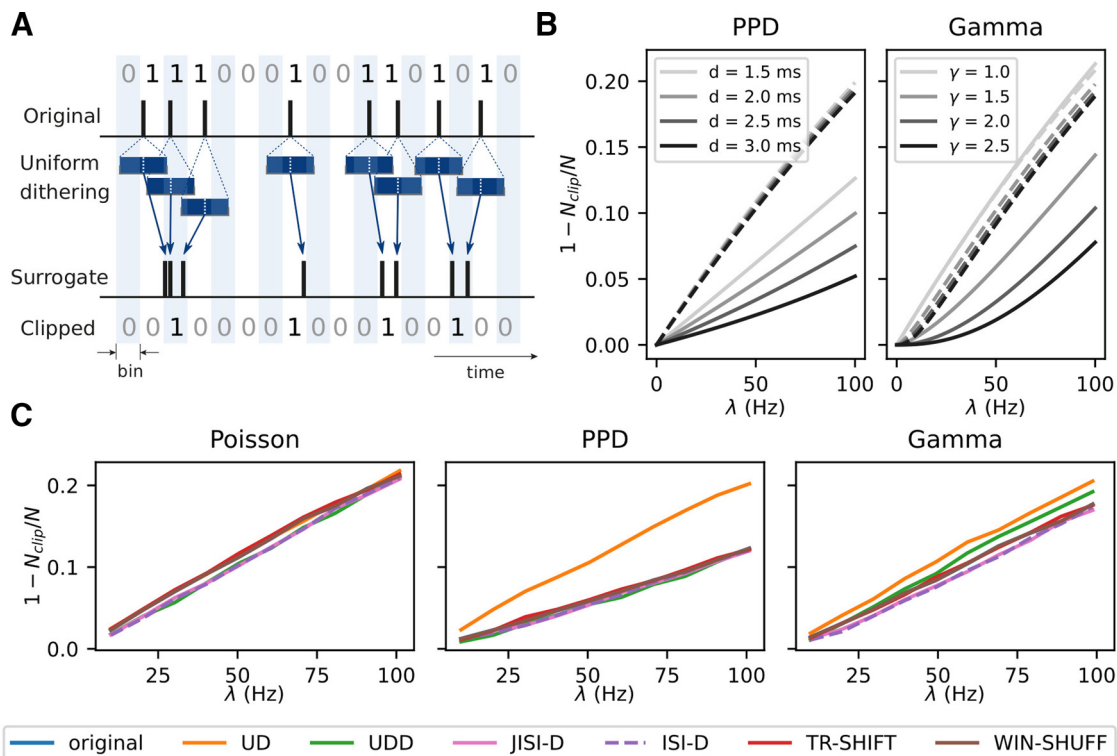 A
0 1 1 1 0 0 0 1 0 0 1 1 0 1 0 1 0
Original
Uniform
dithering
Surrogate
Clipped
0 0 1 0 0 0 0 1 0 0 0 1 0 0 1 0 0
bin
time
B
PPD
Gamma
1 − N_clip/N
0.20
0.15
0.10
0.05
0.00
d = 1.5 ms
d = 2.0 ms
d = 2.5 ms
d = 3.0 ms
γ = 1.0
γ = 1.5
γ = 2.0
γ = 2.5
0 50 100
0 50 100
λ (Hz)
λ (Hz)
C
Poisson
PPD
Gamma
1 − N_clip/N
0.2
0.1
0.0
25 50 75 100
25 50 75 100
25 50 75 100
λ (Hz)
λ (Hz)
λ (Hz)
original UD UDD JISI-D ISI-D TR-SHIFT WIN-SHUFF